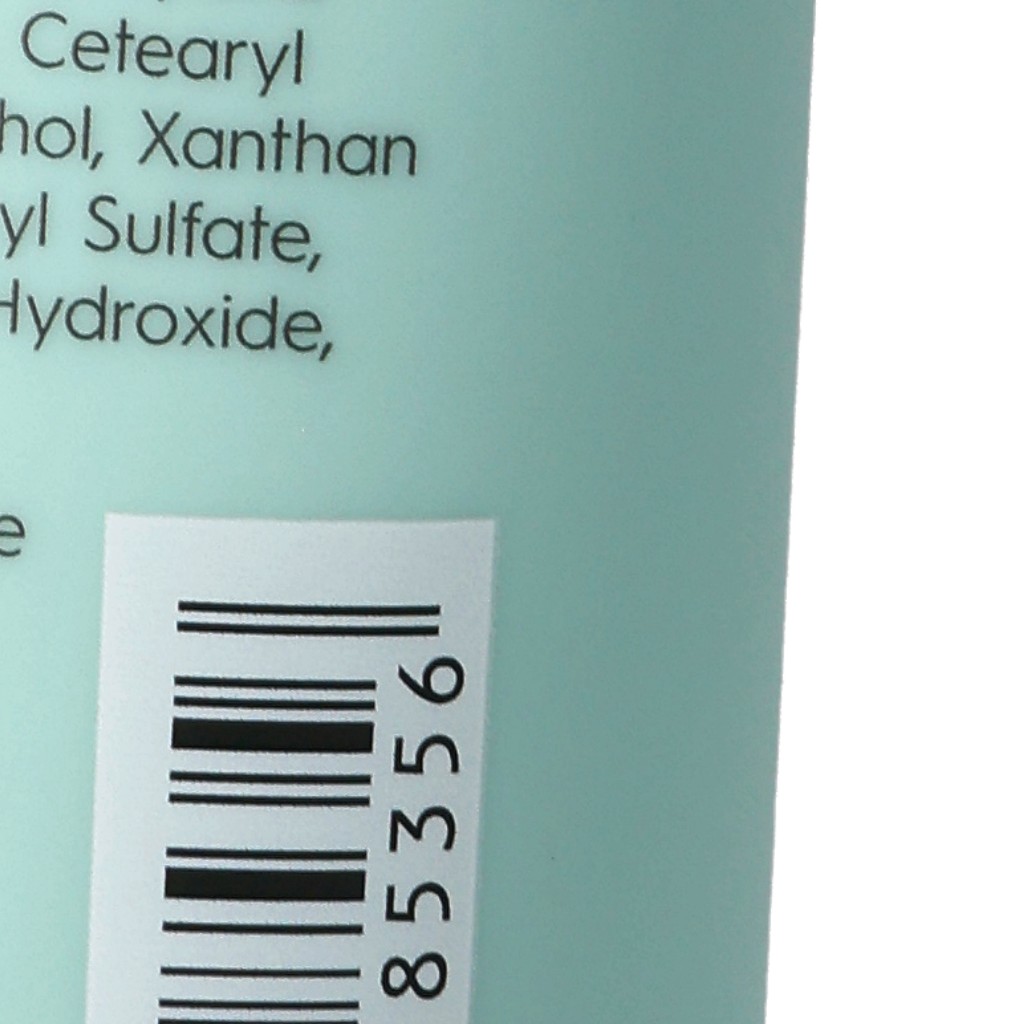 Cetearyl
hol, Xanthan
yl Sulfate,
Hydroxide,
e
85356